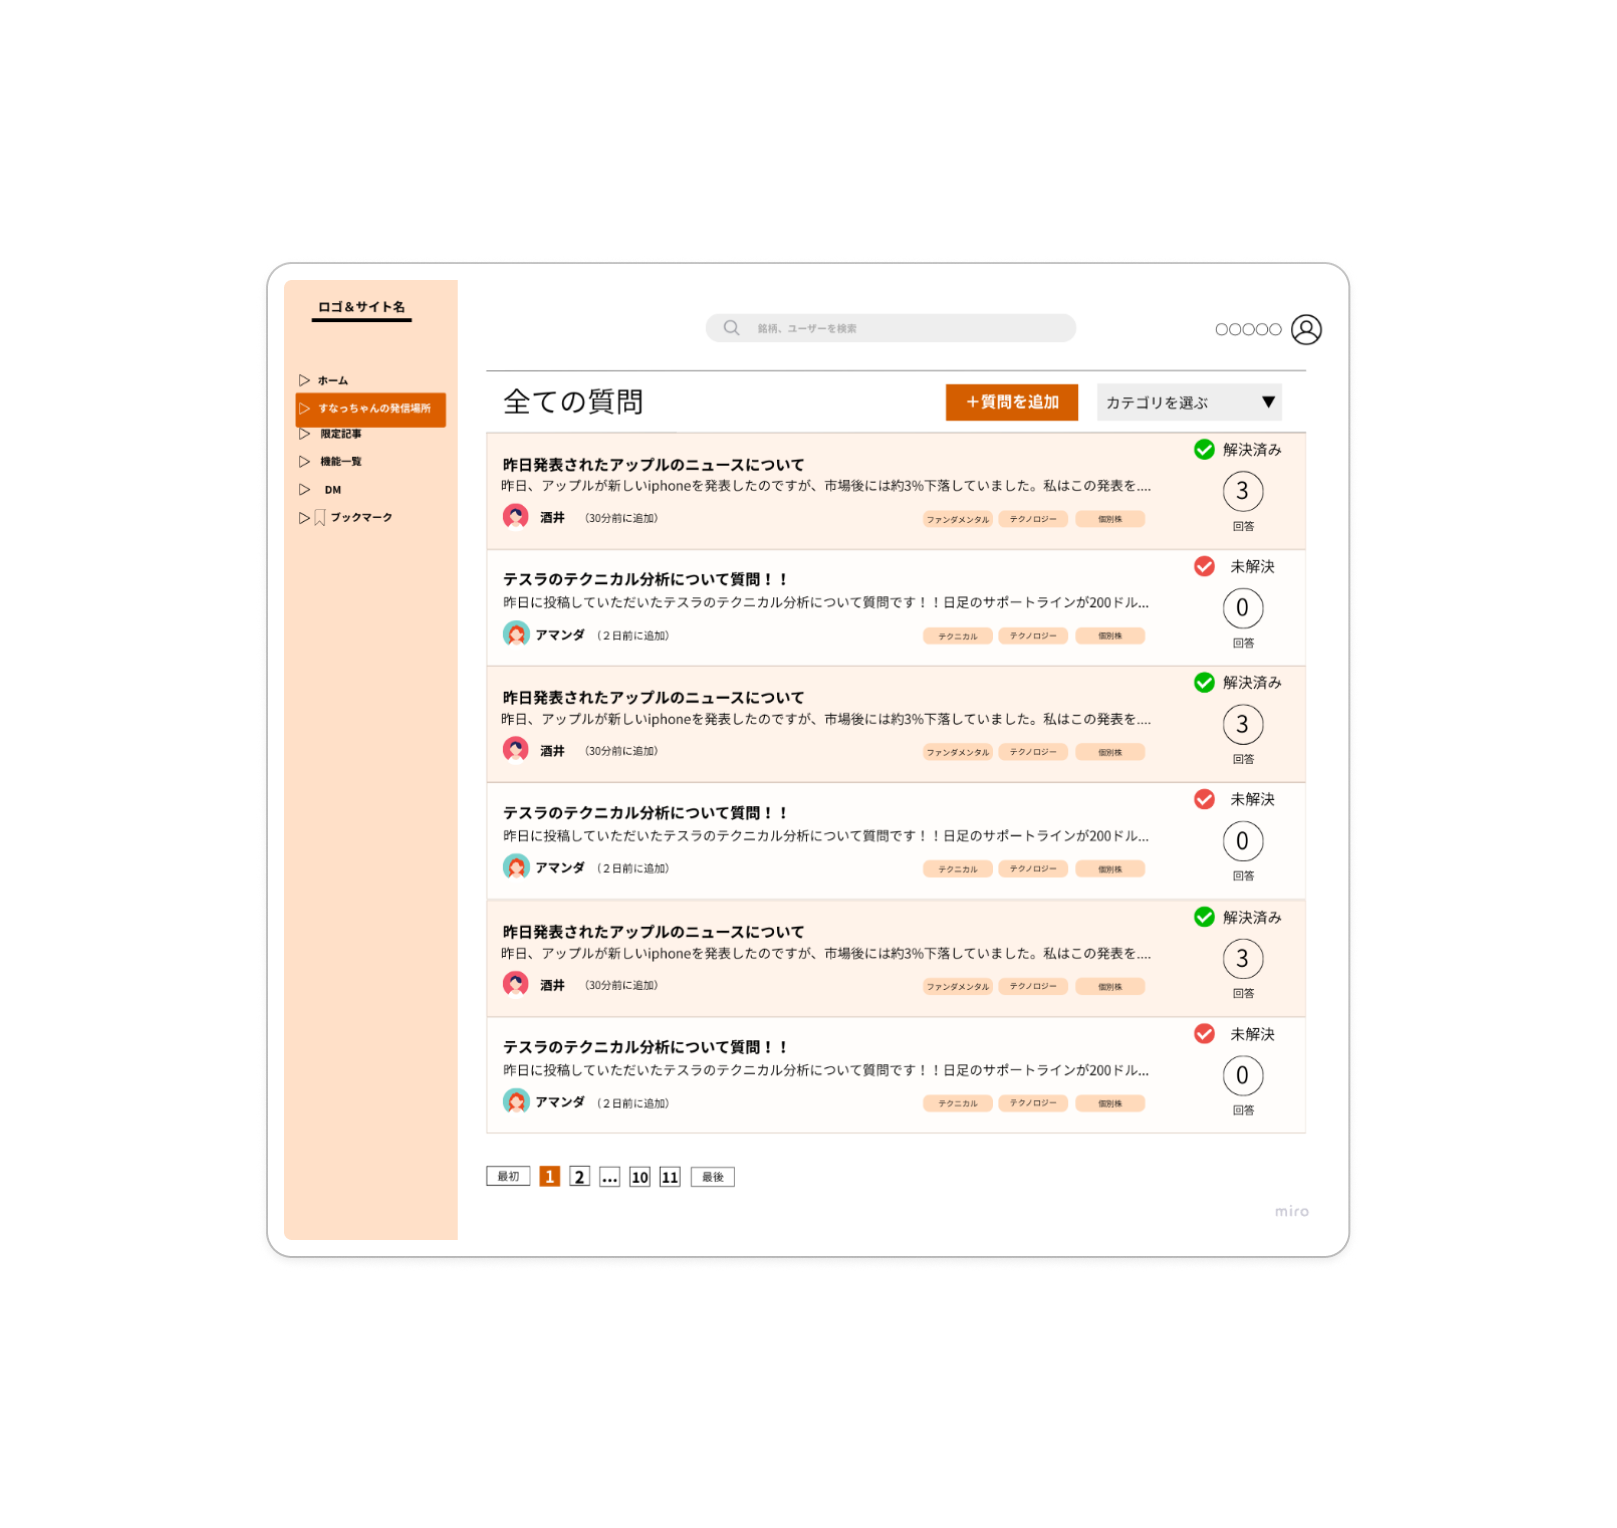 ロゴ＆サイト名
銘柄、ユーザーを検索
○○○○○
ホーム
すなっちゃんの発信場所
限定記事
機能一覧
DM
ブックマーク
全ての質問
＋質問を追加
カテゴリを選ぶ ▼
昨日発表されたアップルのニュースについて
解決済み
昨日、アップルが新しいiphoneを発表したのですが、市場後には約3%下落していました。私はこの発表を....
3
酒井 （30分前に追加）
ファンダメンタル テクノロジー 個別株
回答
テスラのテクニカル分析について質問！！
未解決
昨日に投稿していただいたテスラのテクニカル分析について質問です！！日足のサポートラインが200ドル...
0
アマンダ （２日前に追加）
テクニカル テクノロジー 個別株
回答
昨日発表されたアップルのニュースについて
解決済み
昨日、アップルが新しいiphoneを発表したのですが、市場後には約3%下落していました。私はこの発表を....
3
酒井 （30分前に追加）
ファンダメンタル テクノロジー 個別株
回答
テスラのテクニカル分析について質問！！
未解決
昨日に投稿していただいたテスラのテクニカル分析について質問です！！日足のサポートラインが200ドル...
0
アマンダ （２日前に追加）
テクニカル テクノロジー 個別株
回答
昨日発表されたアップルのニュースについて
解決済み
昨日、アップルが新しいiphoneを発表したのですが、市場後には約3%下落していました。私はこの発表を....
3
酒井 （30分前に追加）
ファンダメンタル テクノロジー 個別株
回答
テスラのテクニカル分析について質問！！
未解決
昨日に投稿していただいたテスラのテクニカル分析について質問です！！日足のサポートラインが200ドル...
0
アマンダ （２日前に追加）
テクニカル テクノロジー 個別株
回答
最初 1 2 ... 10 11 最後
miro